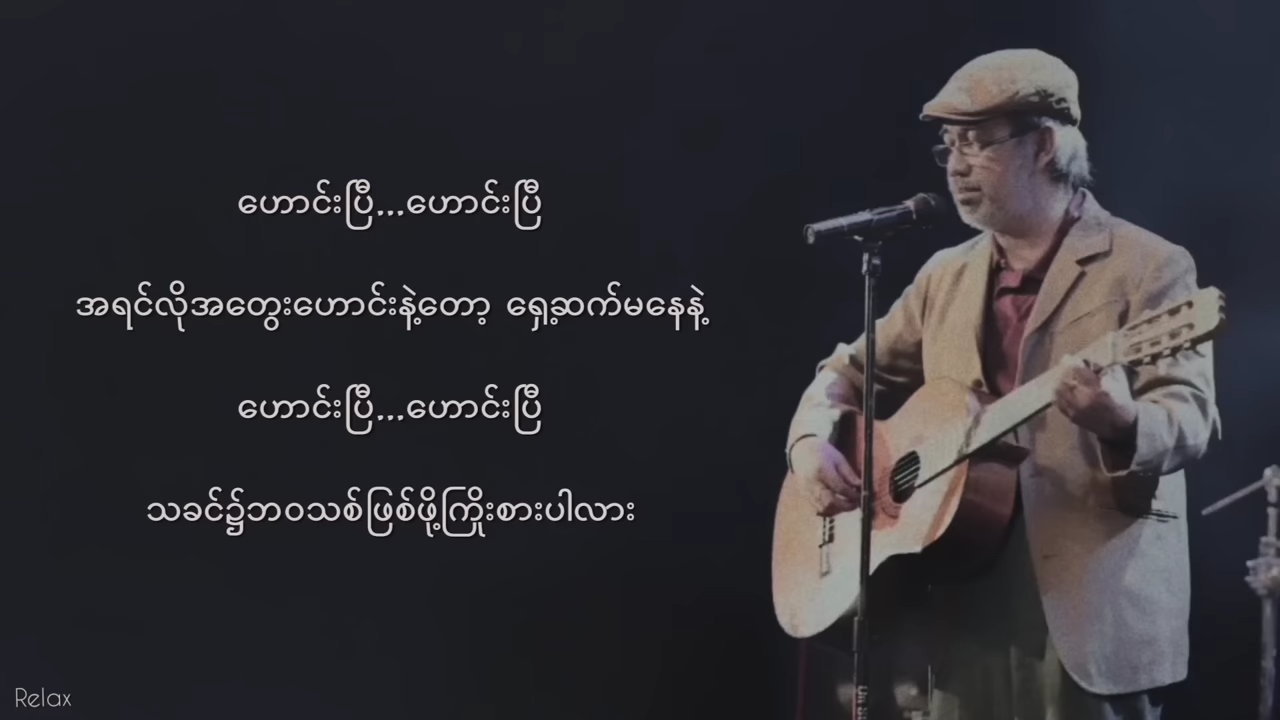 ဟောင်းပြီ...ဟောင်းပြီ
အရင်လိုအတွေးဟောင်းနဲ့တော့ ရှေ့ဆက်မနေနဲ့
ဟောင်းပြီ...ဟောင်းပြီ
သခင်၌ဘဝသစ်ဖြစ်ဖို့ကြိုးစားပါလား
Relax